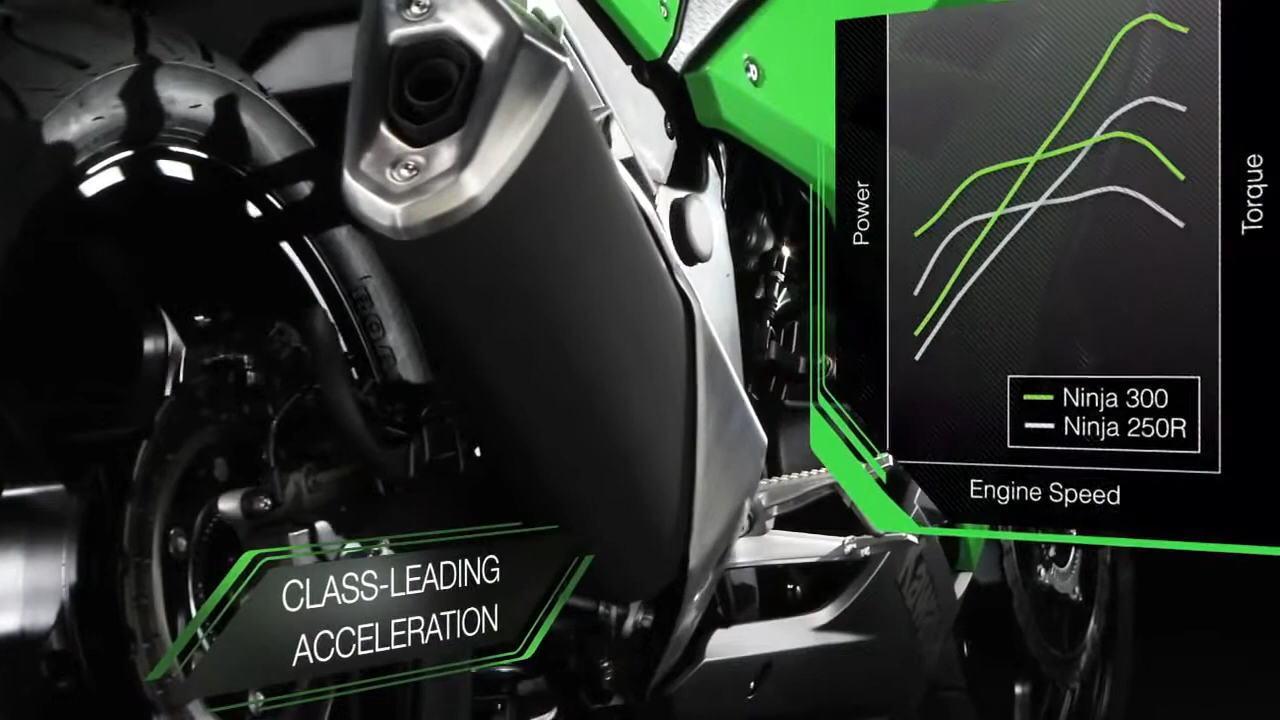 Power
Torque
Ninja 300
Ninja 250R
Engine Speed
CLASS-LEADING
ACCELERATION